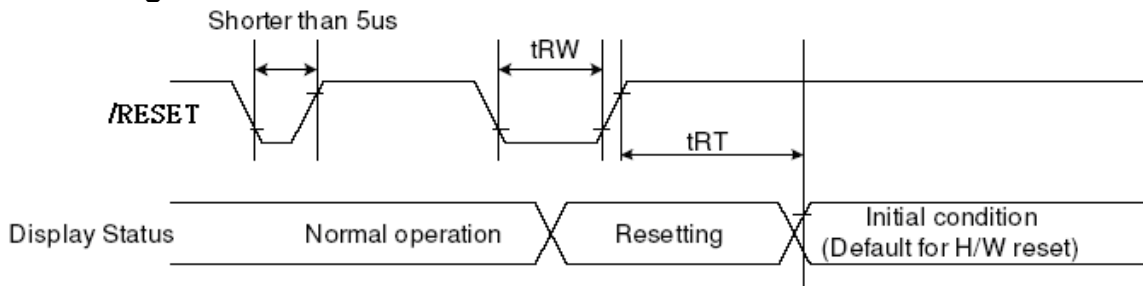 Shorter than 5us
tRW
/RESET
tRT
Display Status
Normal operation
Resetting
Initial condition
(Default for H/W reset)